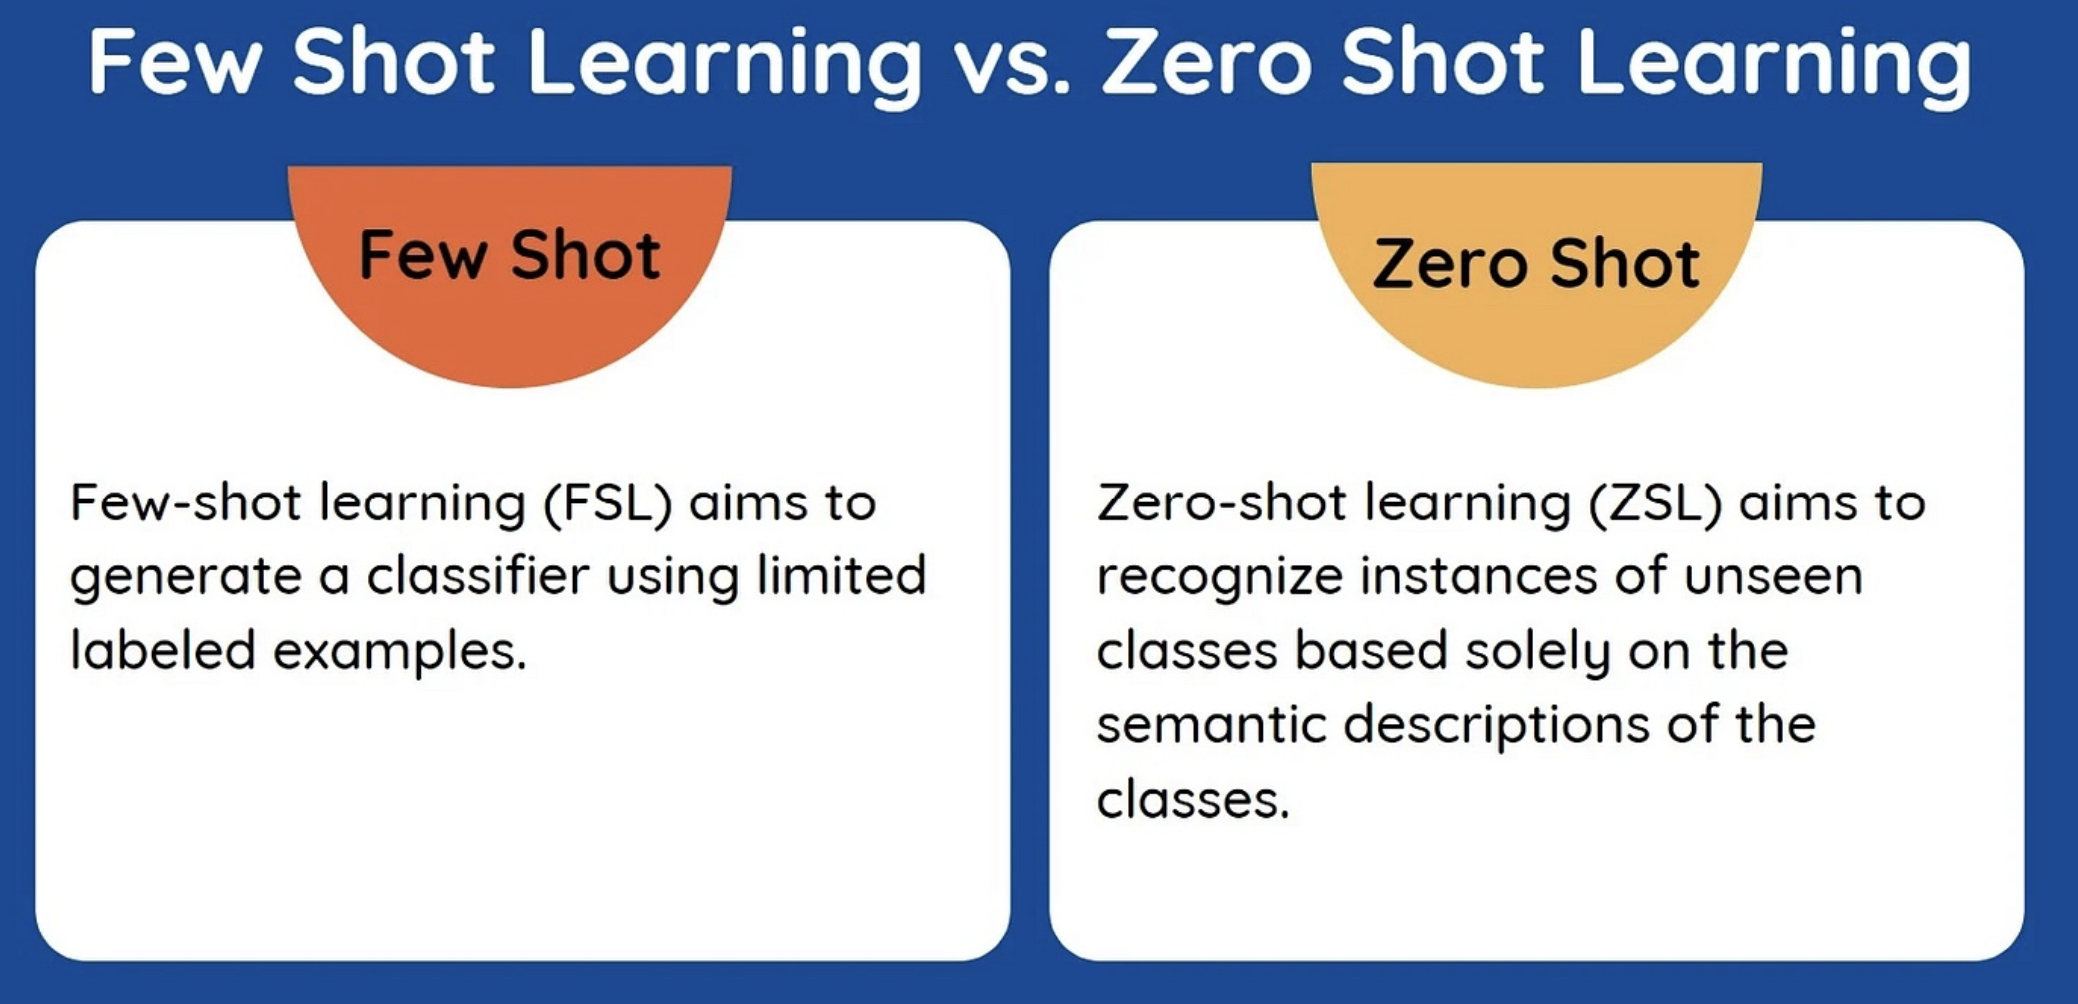 Few Shot Learning vs. Zero Shot Learning
Few Shot
Few-shot learning (FSL) aims to
generate a classifier using limited
labeled examples.
Zero Shot
Zero-shot learning (ZSL) aims to
recognize instances of unseen
classes based solely on the
semantic descriptions of the
classes.